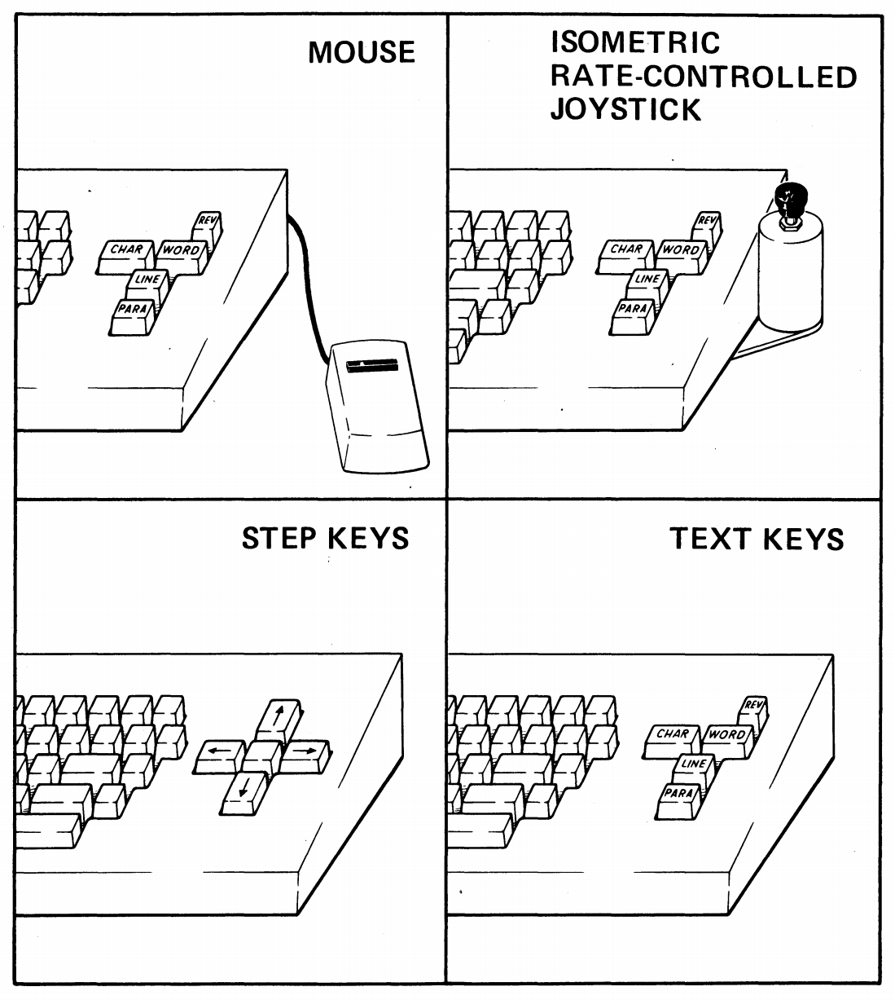 MOUSE
REV
CHAR WORD
LINE
PARA
ISOMETRIC
RATE-CONTROLLED
JOYSTICK
REV
CHAR WORD
LINE
PARA
STEP KEYS
↑
← →
↓
TEXT KEYS
REV
CHAR WORD
LINE
PARA